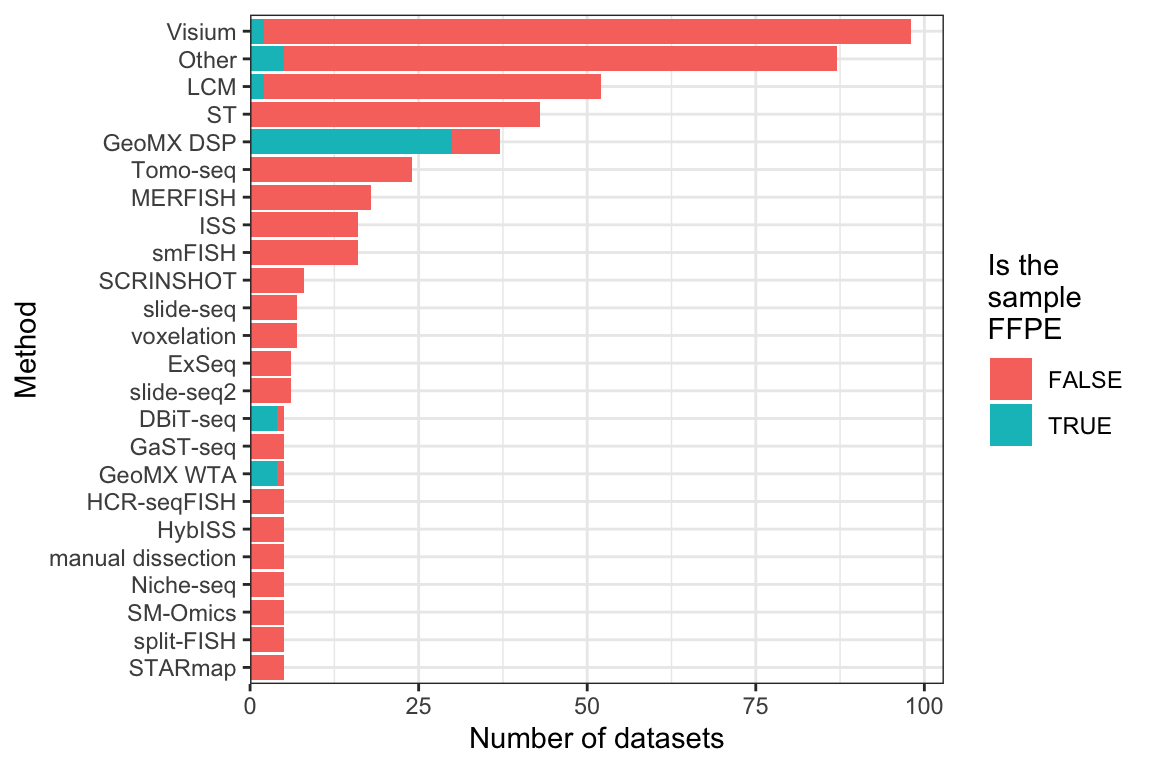 Visium
Other
LCM
ST
GeoMX DSP
Tomo-seq
MERFISH
ISS
smFISH
SCRINSHOT
slide-seq
voxelation
ExSeq
slide-seq2
DBiT-seq
GaST-seq
GeoMX WTA
HCR-seqFISH
HybISS
manual dissection
Niche-seq
SM-Omics
split-FISH
STARmap
Method
0 25 50 75 100
Number of datasets
Is the
sample
FFPE
FALSE
TRUE